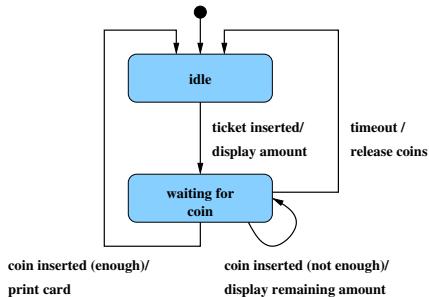 idle
ticket inserted/
display amount
timeout /
release coins
waiting for
coin
coin inserted (enough)/
print card
coin inserted (not enough)/
display remaining amount